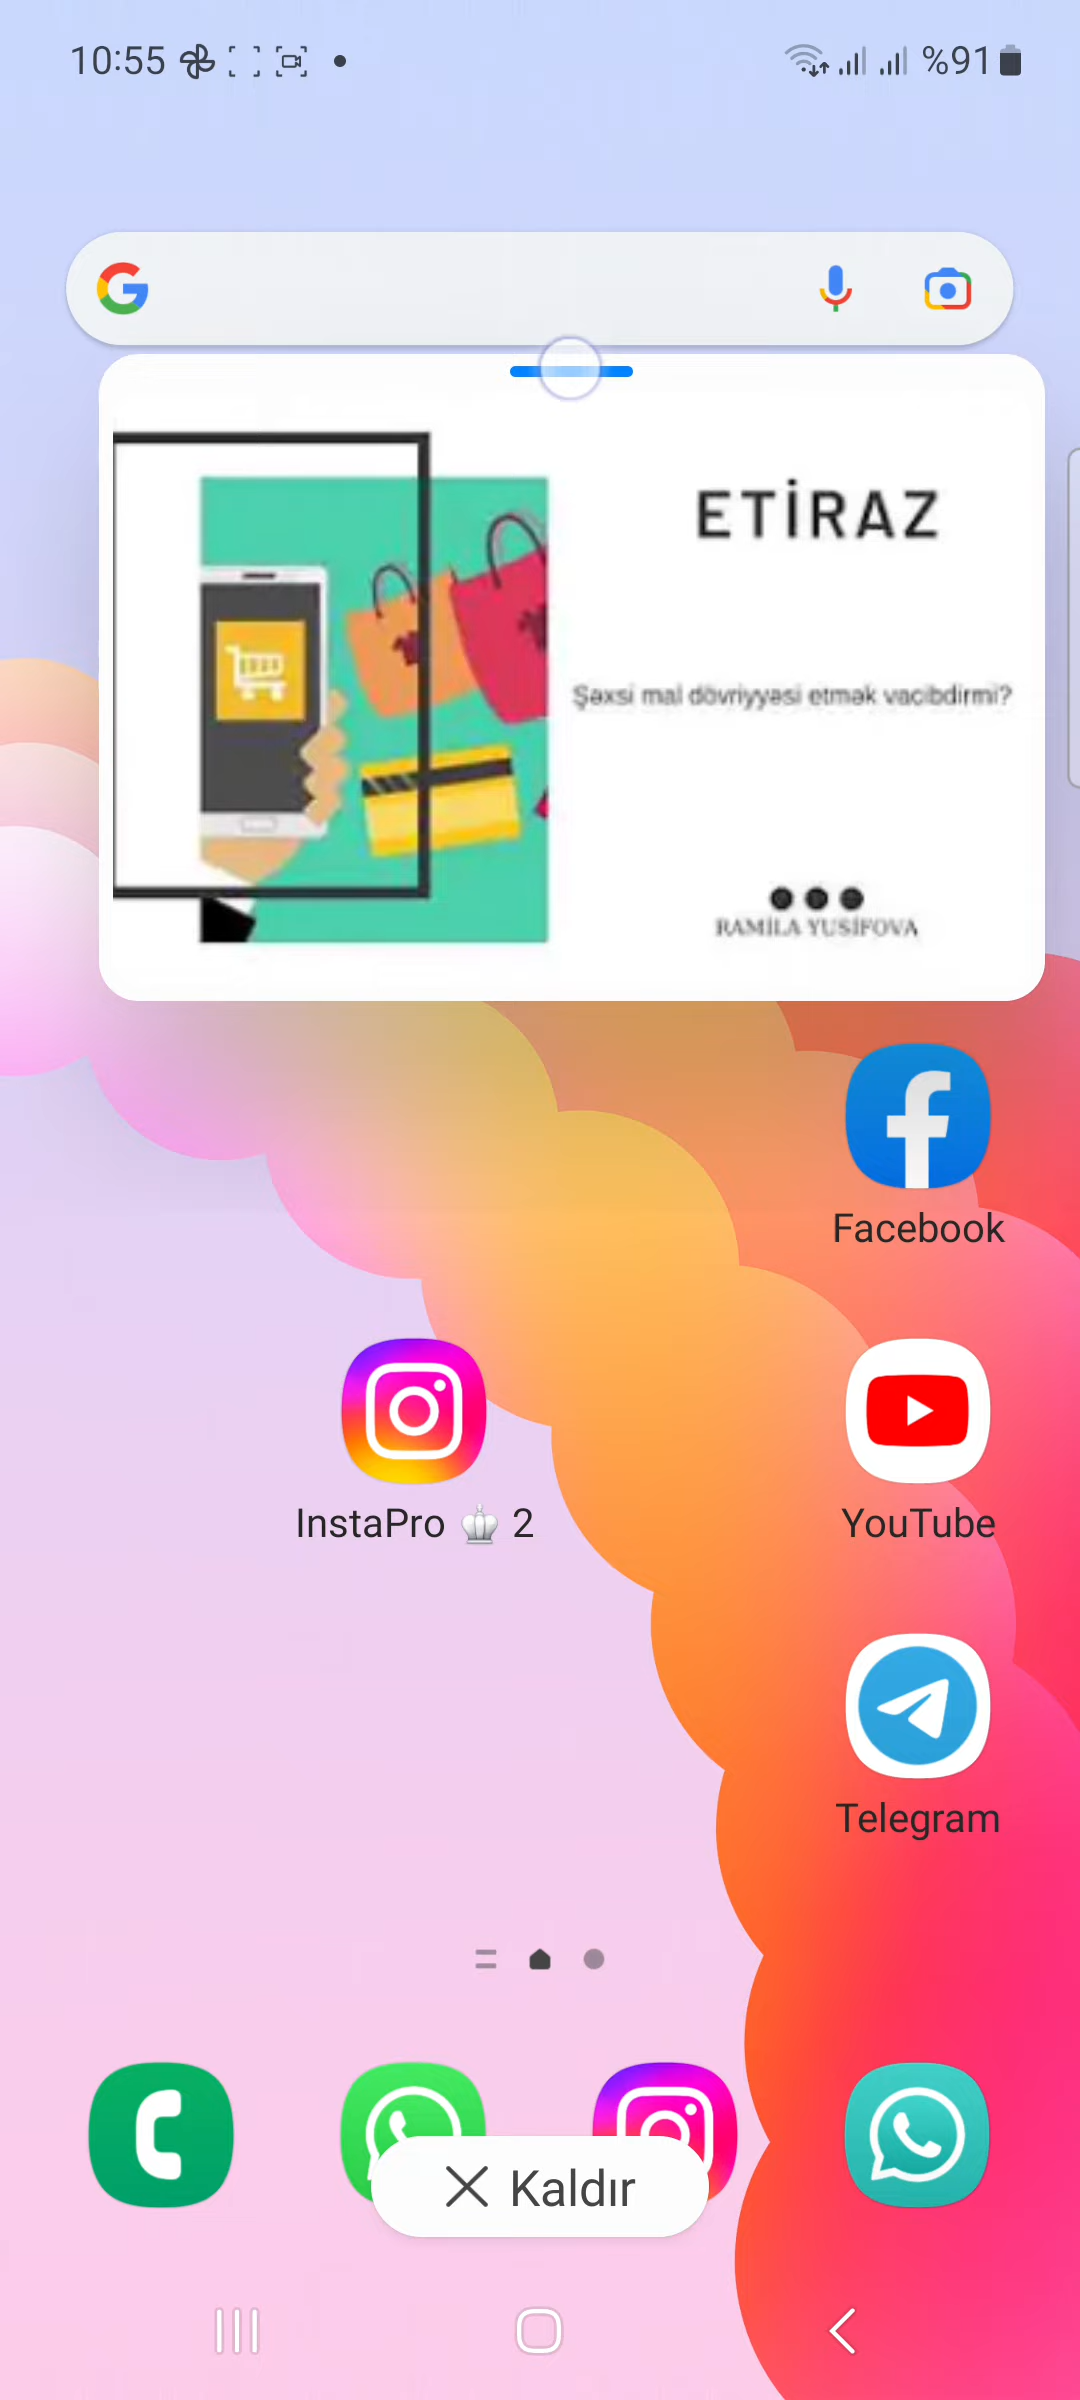 10:55
%91
ETİRAZ
Şəxsi mal dövriyyəsi etmək vacibdirmi?
RAMİLA YUSİFOVA
Facebook
InstaPro 2
YouTube
Telegram
Kaldır